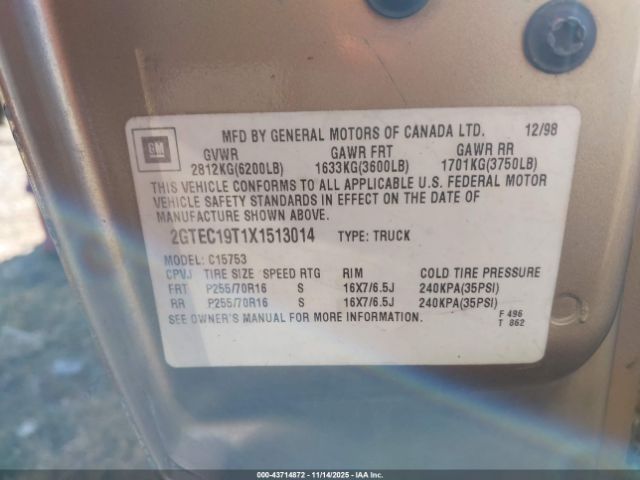 GM
MFD BY GENERAL MOTORS OF CANADA LTD. 12/98
GVWR GAWR FRT GAWR RR
2812KG(6200LB) 1633KG(3600LB) 1701KG(3750LB)
THIS VEHICLE CONFORMS TO ALL APPLICABLE U.S. FEDERAL MOTOR
VEHICLE SAFETY STANDARDS IN EFFECT ON THE DATE OF
MANUFACTURE SHOWN ABOVE.
2GTEC19T1X1513014 TYPE: TRUCK
MODEL: C15753
CPVJ TIRE SIZE SPEED RTG RIM COLD TIRE PRESSURE
FRT P255/70R16 S 16X7/6.5J 240KPA(35PSI)
RR P255/70R16 S 16X7/6.5J 240KPA(35PSI)
SEE OWNER'S MANUAL FOR MORE INFORMATION.
F 496
T 862
000-43714872 - 11/14/2025 - IAA, Inc.